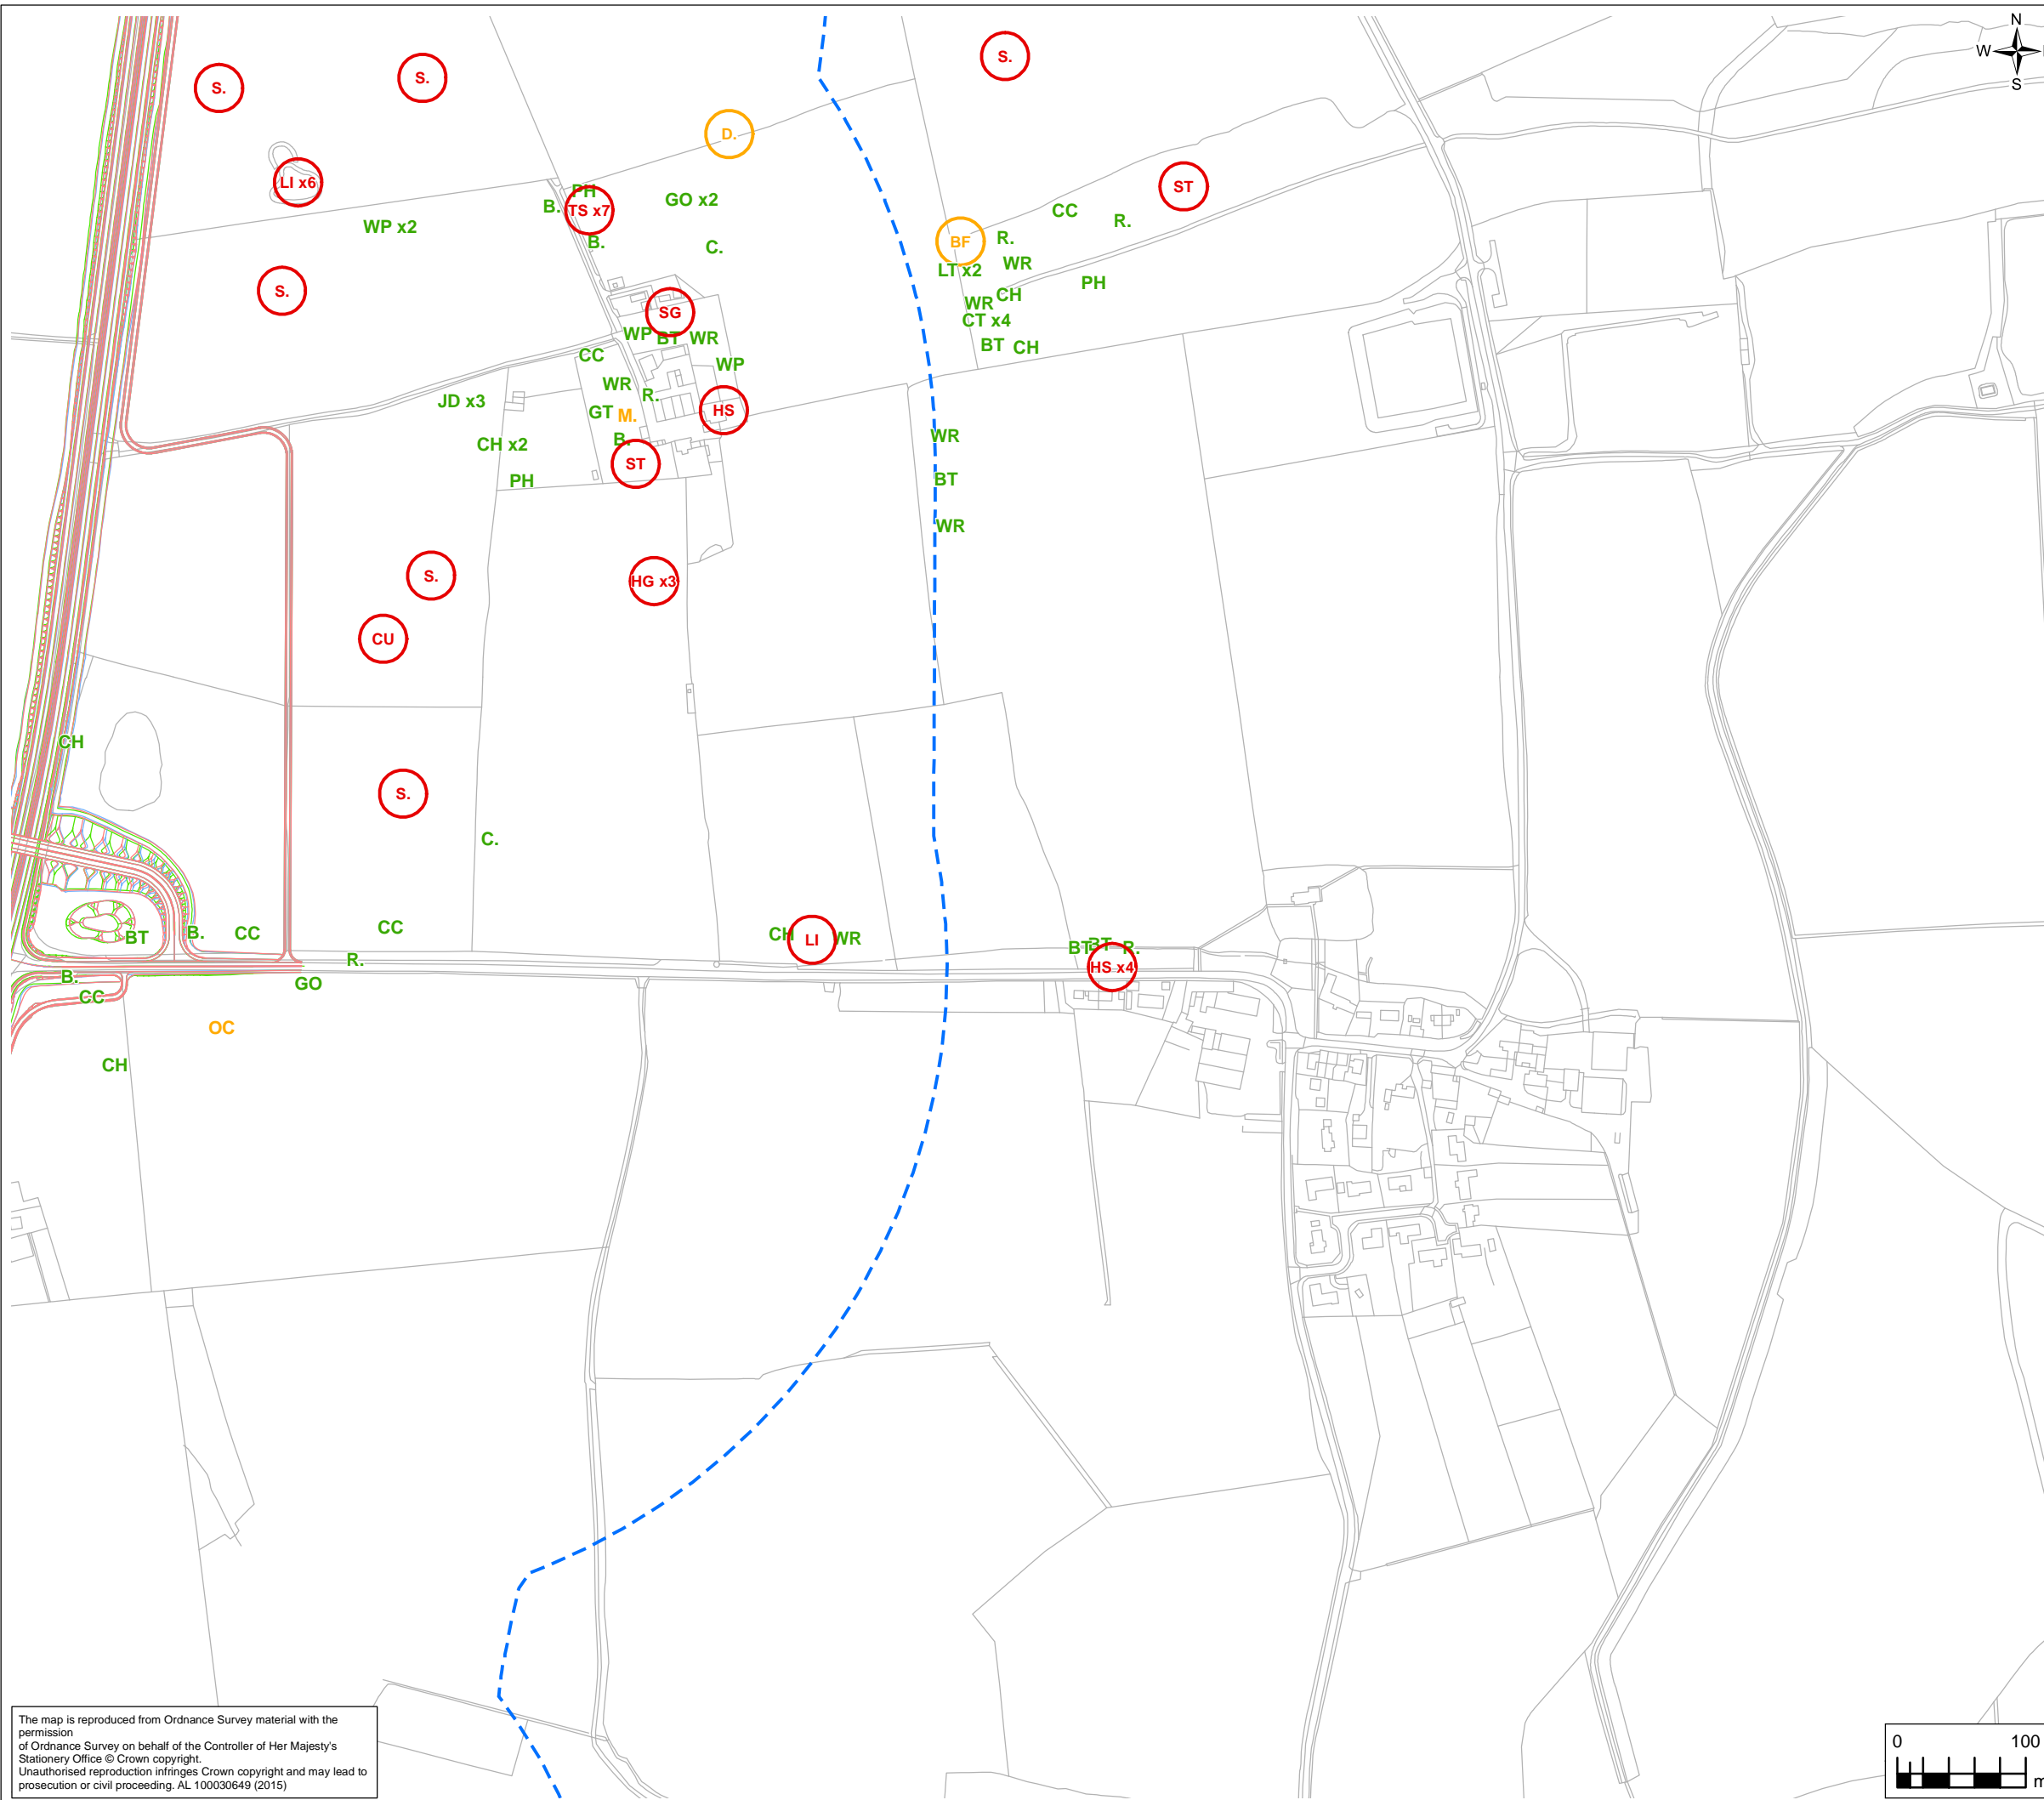 N
W
S
S.
S.
S.
D.
LI x6
PH
TS x7
B.
GO x2
ST
WP x2
CC
R.
B.
C.
BF
R.
LT x2
WR
S.
CH
PH
WR
SG
CT x4
WP
BT
WR
BT
CH
CC
WP
WR
R.
JD x3
HS
GT
M.
B.
WR
CH x2
ST
PH
BT
WR
S.
HG x3
CU
CH
S.
C.
CC
CC
BT
B.
CH
LI
WR
BT
BT
R.
R.
HS x4
B.
GO
CC
OC
CH
The map is reproduced from Ordnance Survey material with the
permission
of Ordnance Survey on behalf of the Controller of Her Majesty's
Stationery Office © Crown copyright.
Unauthorised reproduction infringes Crown copyright and may lead to
prosecution or civil proceeding. AL 100030649 (2015)
0 100
m